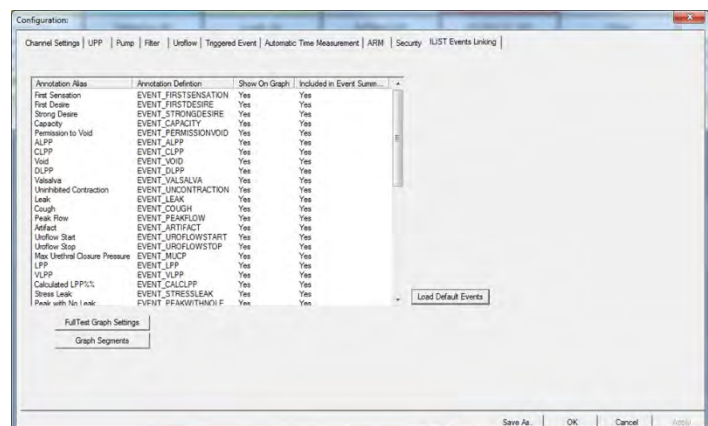 Configuration:
Channel Settings | UPP | Pump | Filter | Uroflow | Triggered Event | Automatic Time Measurement | ARM | Security | ILIST Events Linking
Annotation Alias Annotation Defintion Show On Graph Included in Event Summ...
First Sensation EVENT_FIRSTSENSATION Yes Yes
First Desire EVENT_FIRSTDESIRE Yes Yes
Strong Desire EVENT_STRONGDESIRE Yes Yes
Capacity EVENT_CAPACITY Yes Yes
Permission to Void EVENT_PERMISSIONVOID Yes Yes
ALPP EVENT_ALPP Yes Yes
CLPP EVENT_CLPP Yes Yes
Void EVENT_VOID Yes Yes
DLPP EVENT_DLPP Yes Yes
Valsalva EVENT_VALSALVA Yes Yes
Uninhibited Contraction EVENT_UNCONTRACTION Yes Yes
Leak EVENT_LEAK Yes Yes
Cough EVENT_COUGH Yes Yes
Peak Flow EVENT_PEAKFLOW Yes Yes
Artifact EVENT_ARTIFACT Yes Yes
Uroflow Start EVENT_UROFLOWSTART Yes Yes
Uroflow Stop EVENT_UROFLOWSTOP Yes Yes
Max Urethral Closure Pressure EVENT_MUCP Yes Yes
LPP EVENT_LPP Yes Yes
VLPP EVENT_VLPP Yes Yes
Calculated LPP%% EVENT_CALCLPP Yes Yes
Stress Leak EVENT_STRESSLEAK Yes Yes
Peak with No Leak EVENT_PEAKWITHNOLE Yes Yes
Load Default Events
FullTest Graph Settings
Graph Segments
Save As.. OK Cancel Apply